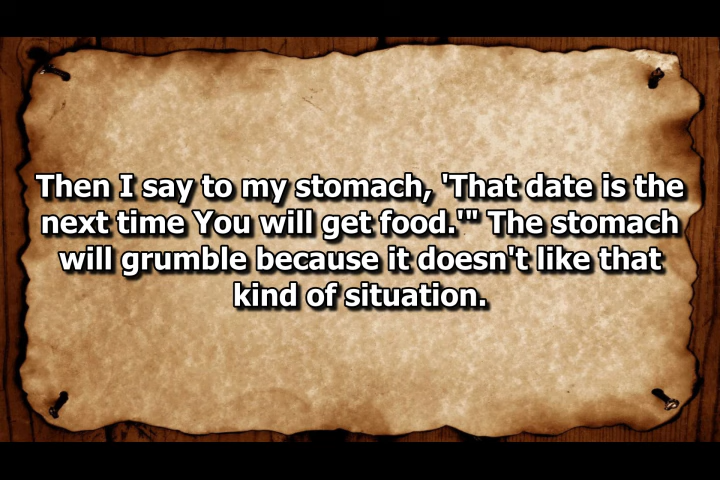 Then I say to my stomach, 'That date is the
next time You will get food.'" The stomach
will grumble because it doesn't like that
kind of situation.